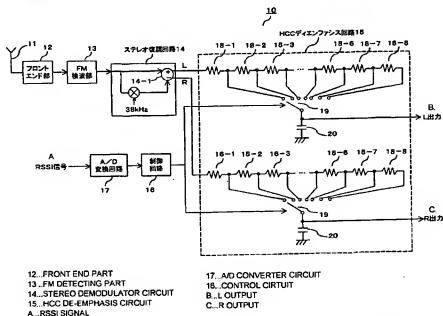 10
HCCディエンファシス回路15
18-1 18-2 18-3 18-6 18-7 18-8
11
12
フロント
エンド部
13
FM
検波部
ステレオ復調回路14
14-1
38kHz
L
R
19
20
B.
L出力
A
RSSI信号
A/D
変換回路
17
制御
回路
16
16-1 18-2 16-3 18-6 18-7 18-8
19
20
C.
R出力
12...FRONT END PART
13...FM DETECTING PART
14...STEREO DEMODULATOR CIRCUIT
15...HCC DE-EMPHASIS CIRCUIT
A...RSSI SIGNAL
17...A/D CONVERTER CIRCUIT
16...CONTROL CIRTUIT
B...L OUTPUT
C...R OUTPUT